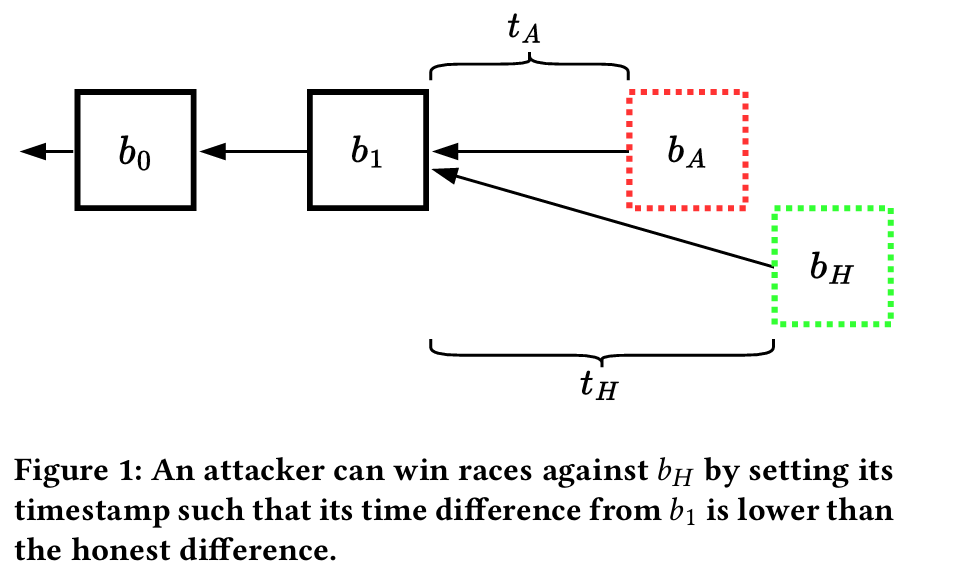 t_A
b_0
b_1
b_A
b_H
t_H
Figure 1: An attacker can win races against b_H by setting its
timestamp such that its time difference from b_1 is lower than
the honest difference.